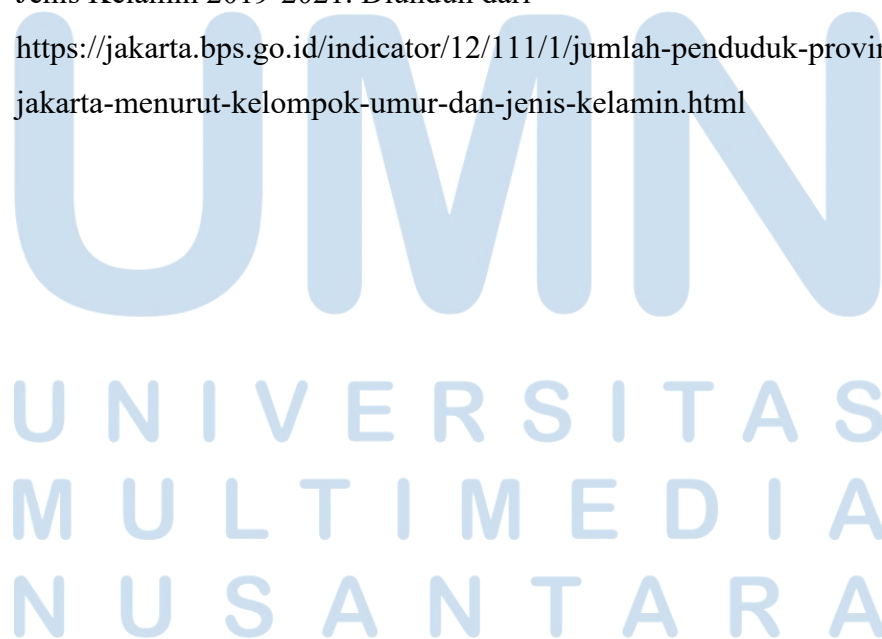 Jenis Kelamin 2019-2021. Diunduh dari
https://jakarta.bps.go.id/indicator/12/111/1/jumlah-penduduk-provin
jakarta-menurut-kelompok-umur-dan-jenis-kelamin.html
UMN
UNIVERSITAS
MULTIMEDIA
NUSANTARA